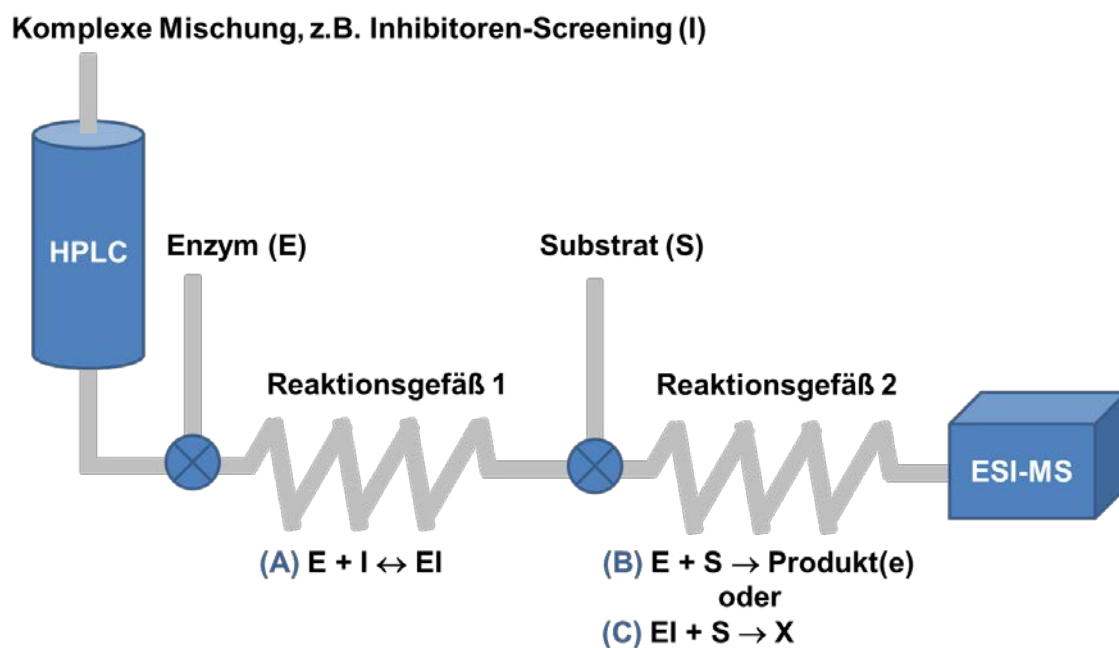 Komplexe Mischung, z.B. Inhibitoren-Screening (I)
HPLC
Enzym (E)
Substrat (S)
Reaktionsgefäß 1
Reaktionsgefäß 2
ESI-MS
(A) E + I ↔ EI
(B) E + S → Produkt(e)
oder
(C) EI + S → X